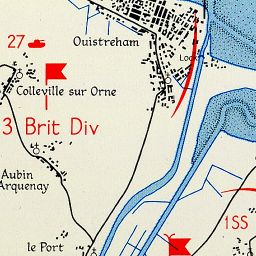 27
Ouistreham
Lock
Colleville sur Orne
3 Brit Div
Aubin
Arquenay
1SS
le Port